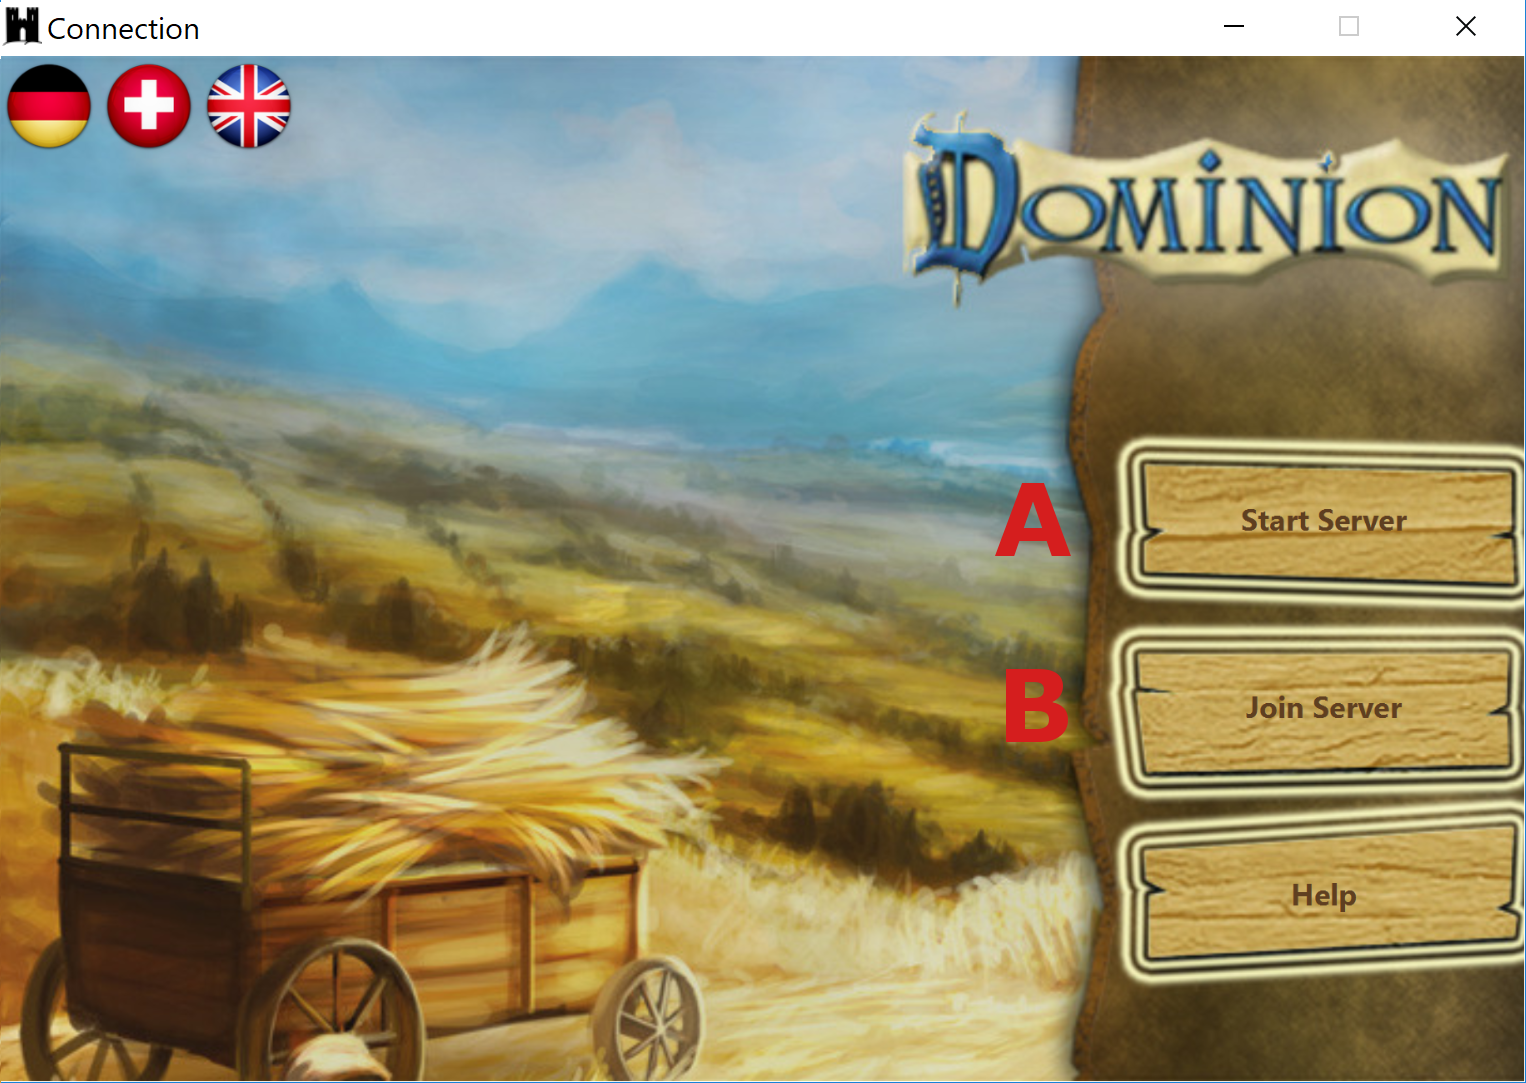 Connection
DOMINION
A
Start Server
B
Join Server
Help